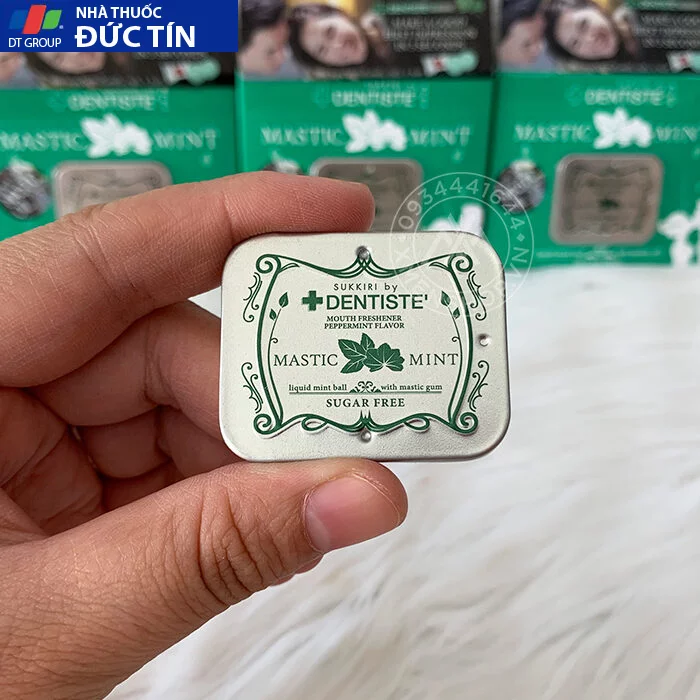 DT GROUP
NHÀ THUỐC
ĐỨC TÍN
DENTISTE'
MASTIC MINT
DENTISTE'
MASTIC MINT
DENTISTE'
MASTIC MINT
0934441644
SUKKIRI by
DENTISTE'
MOUTH FRESHENER
PEPPERMINT FLAVOR
MASTIC MINT
liquid mint ball with mastic gum
SUGAR FREE